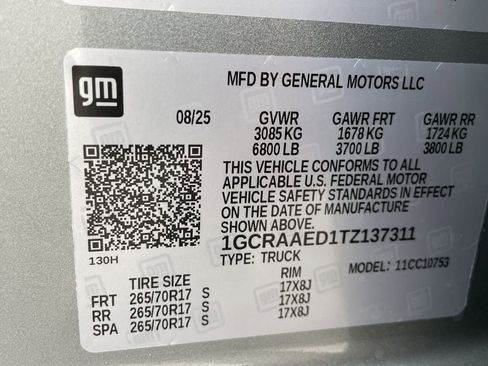 gm
MFD BY GENERAL MOTORS LLC
08/25 GVWR GAWR FRT GAWR RR
3085 KG 1678 KG 1724 KG
6800 LB 3700 LB 3800 LB
THIS VEHICLE CONFORMS TO ALL
APPLICABLE U.S. FEDERAL MOTOR
VEHICLE SAFETY STANDARDS IN EFFECT
ON THE DATE OF MANUFACTURE
SHOWN ABOVE.
1GCRAAED1TZ137311
130H
TYPE: TRUCK MODEL: 11CC10753
TIRE SIZE RIM
FRT 265/70R17 S 17X8J
RR 265/70R17 S 17X8J
SPA 265/70R17 S 17X8J